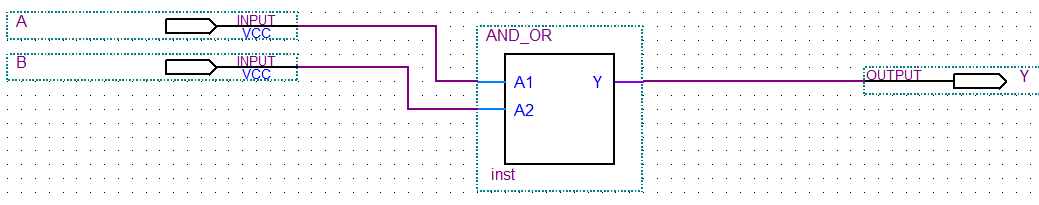 A
INPUT
VCC
B
INPUT
VCC
AND_OR
A1
A2
Y
inst
OUTPUT
Y